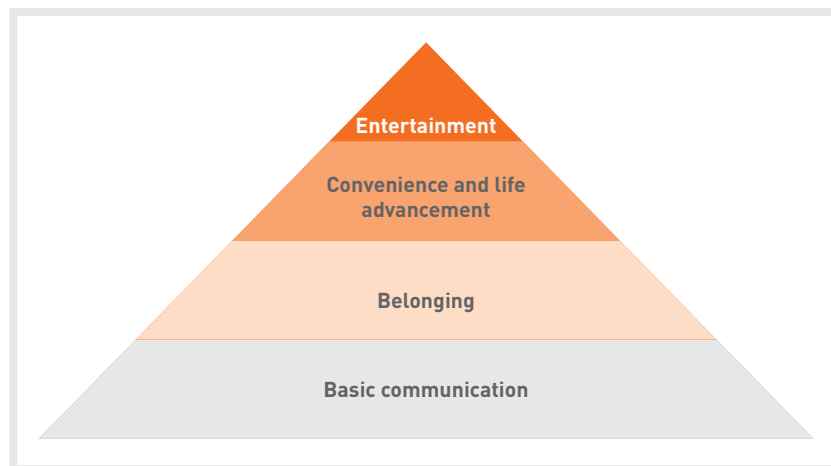 Entertainment
Convenience and life
advancement
Belonging
Basic communication